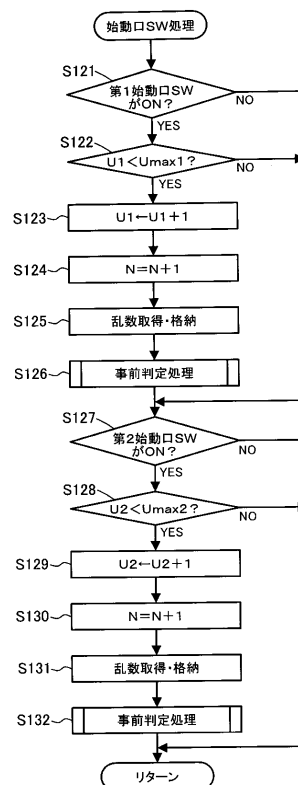 始動口SW処理
S121
第1始動口SW
がON?
NO
YES
S122
U1<Umax1?
NO
YES
S123
U1←U1+1
S124
N=N+1
S125
乱数取得・格納
S126
事前判定処理
S127
第2始動口SW
がON?
NO
YES
S128
U2<Umax2?
NO
YES
S129
U2←U2+1
S130
N=N+1
S131
乱数取得・格納
S132
事前判定処理
リターン